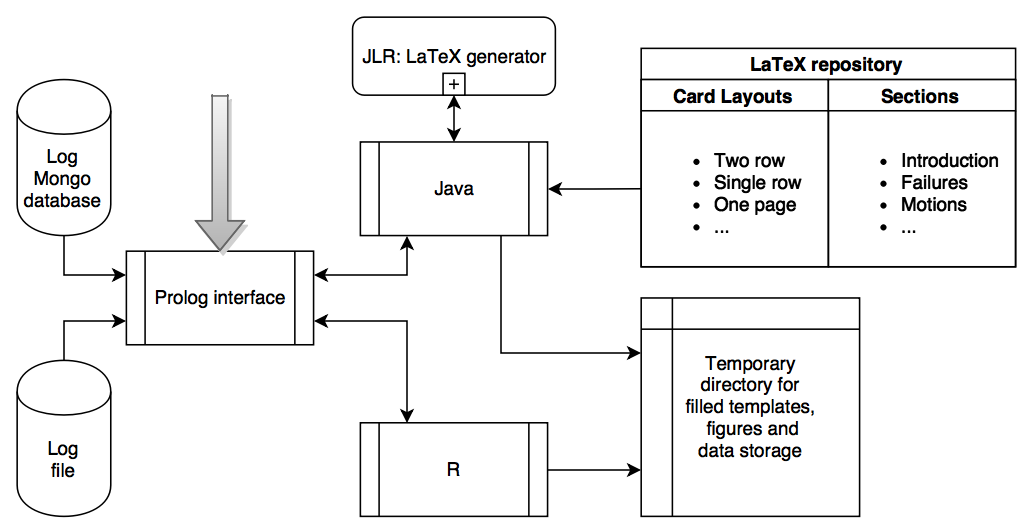 JLR: LaTeX generator
+
LaTeX repository
Card Layouts
Sections
• Two row
• Single row
• One page
• ...
• Introduction
• Failures
• Motions
• ...
Log
Mongo
database
Java
Prolog interface
Temporary
directory for
filled templates,
figures and
data storage
Log
file
R